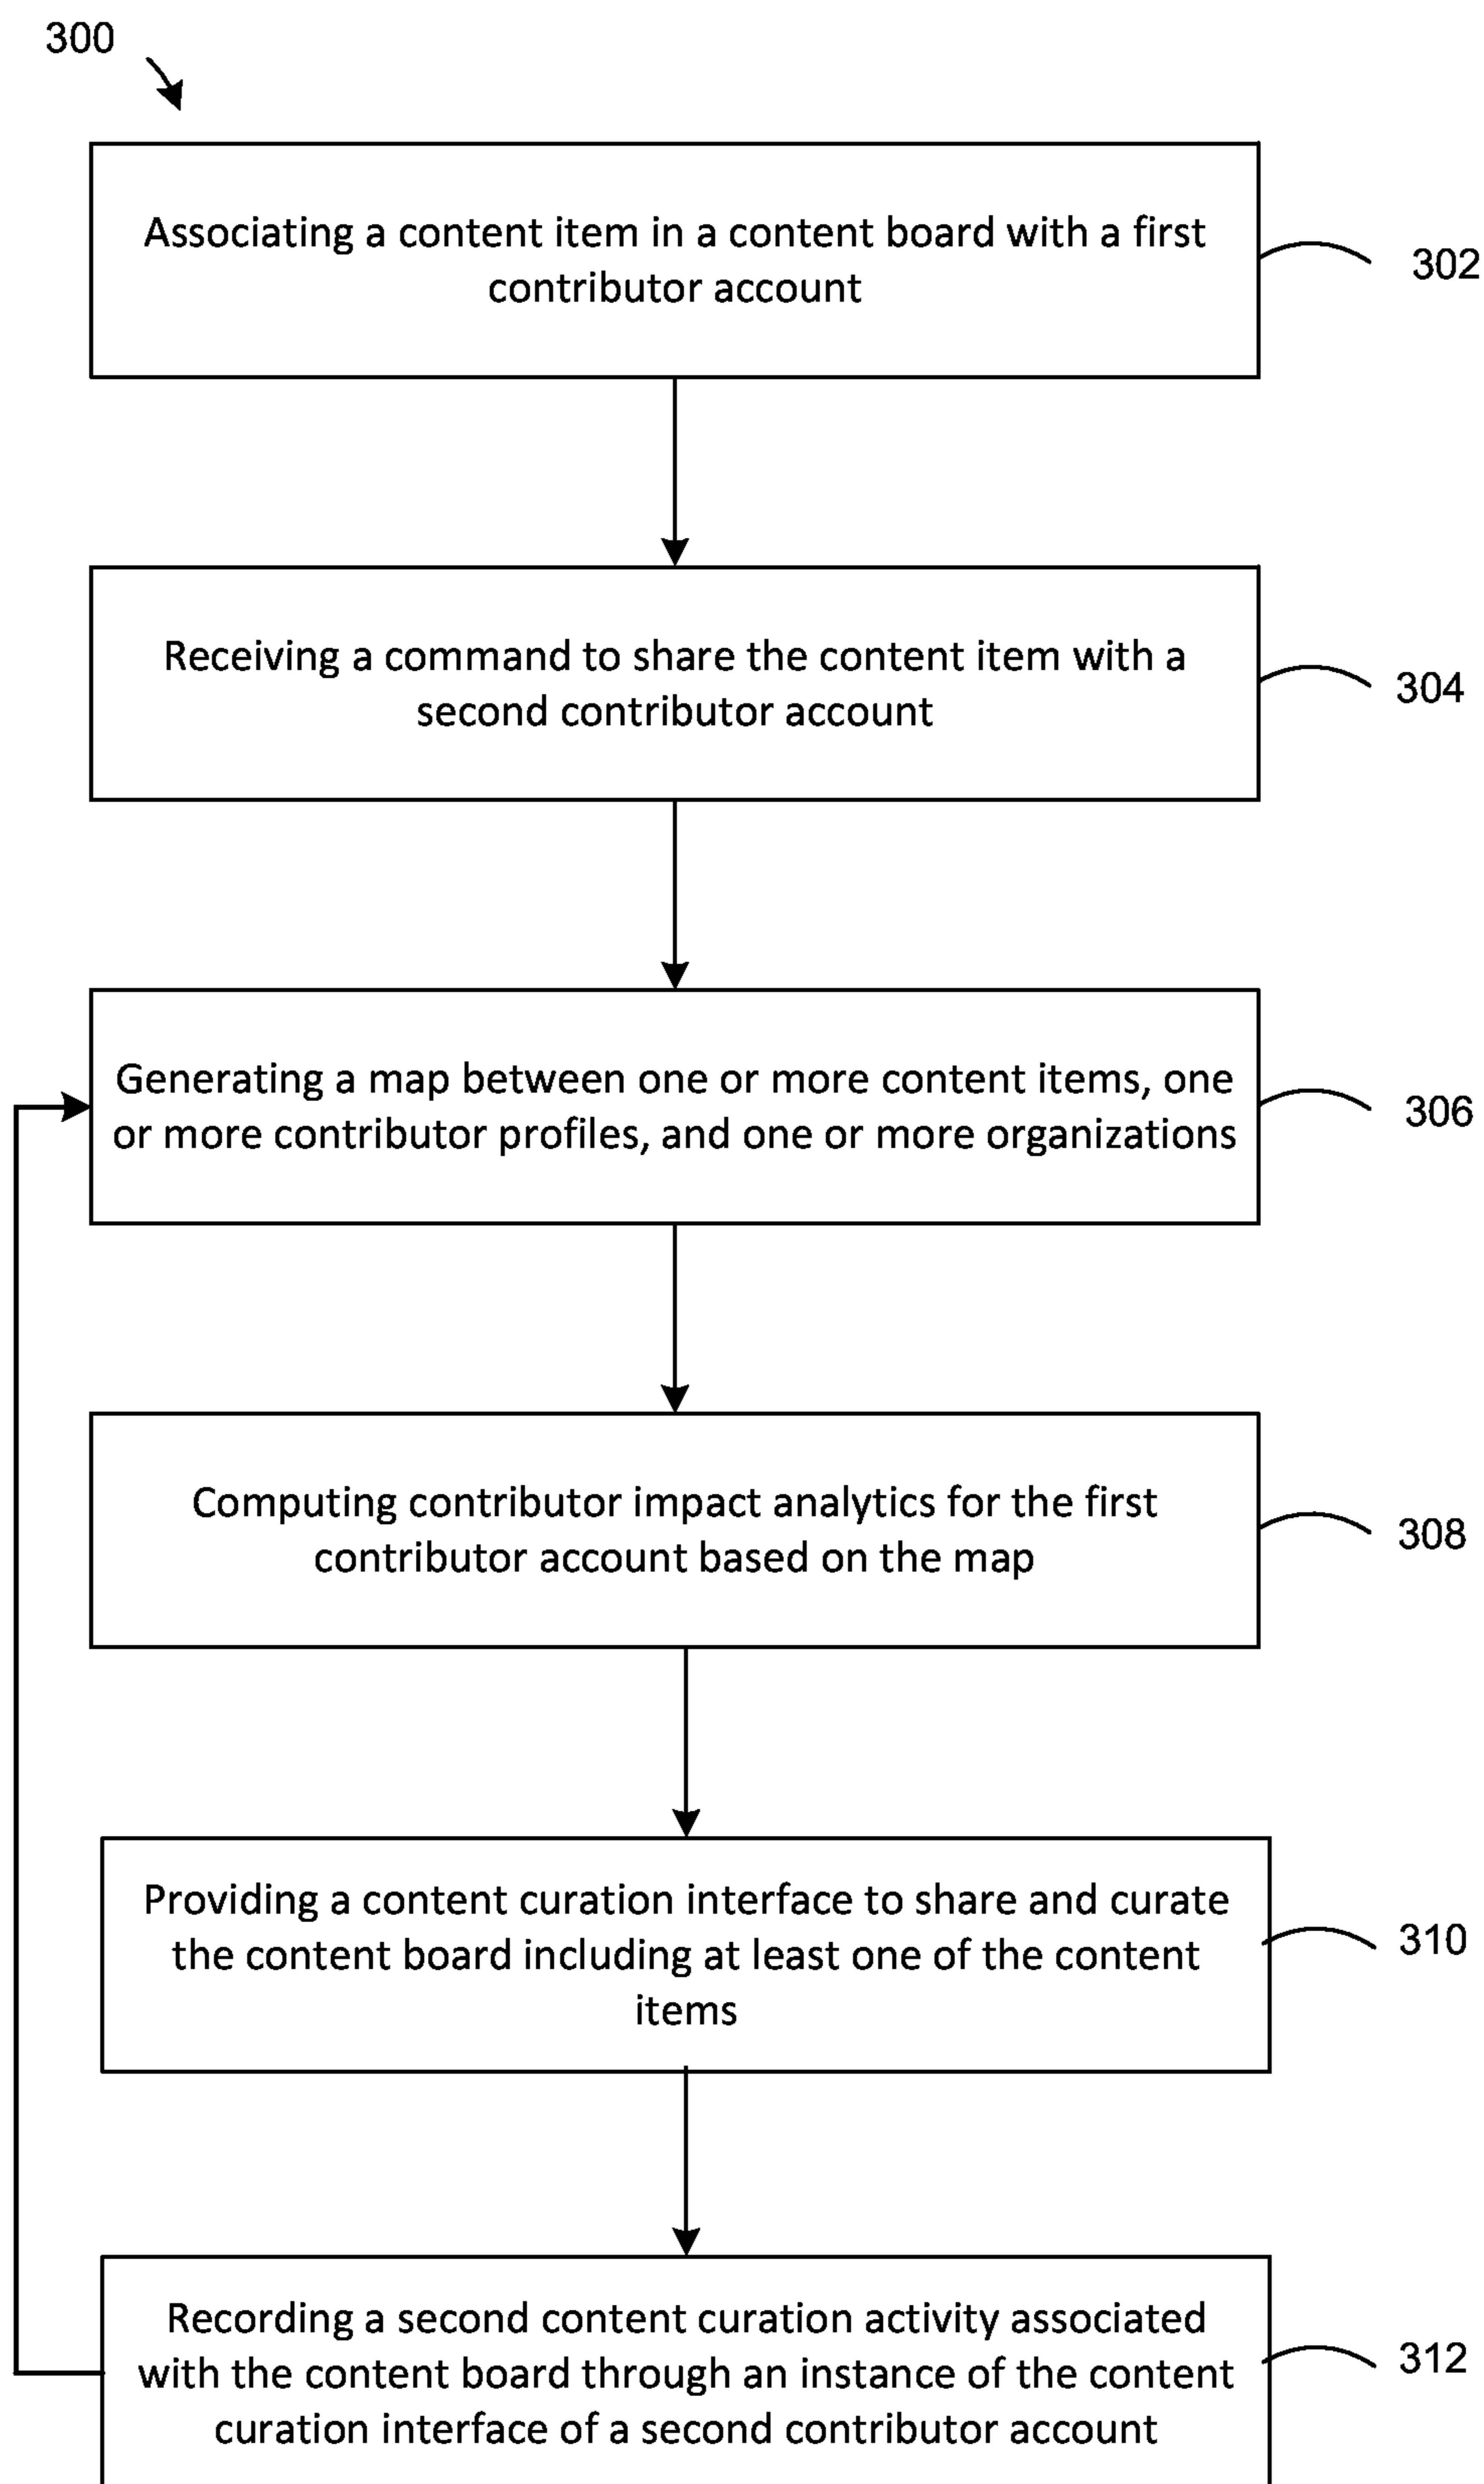 300
Associating a content item in a content board with a first
contributor account
302
Receiving a command to share the content item with a
second contributor account
304
Generating a map between one or more content items, one
or more contributor profiles, and one or more organizations
306
Computing contributor impact analytics for the first
contributor account based on the map
308
Providing a content curation interface to share and curate
the content board including at least one of the content
items
310
Recording a second content curation activity associated
with the content board through an instance of the content
curation interface of a second contributor account
312